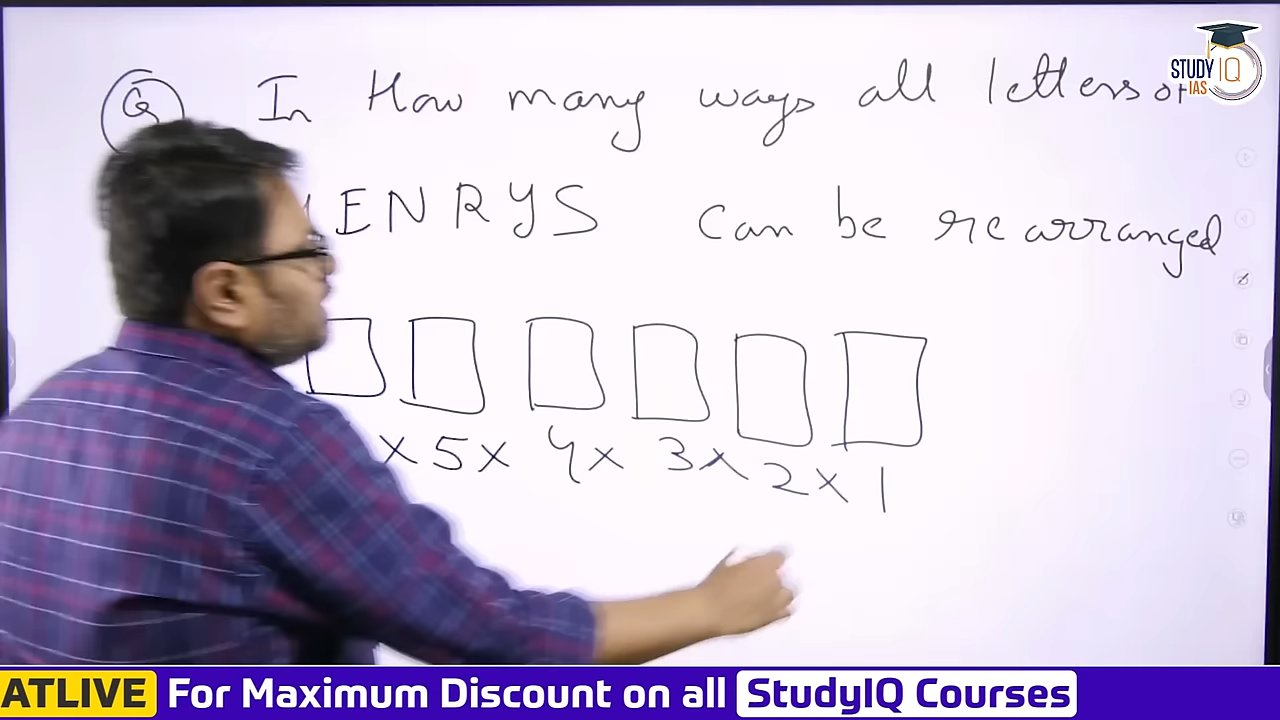 Q In How many ways all letters of
HENRYS can be rearranged
x 5 x 4 x 3 x 2 x 1
STUDY IQ
IAS
ATLIVE For Maximum Discount on all StudyIQ Courses